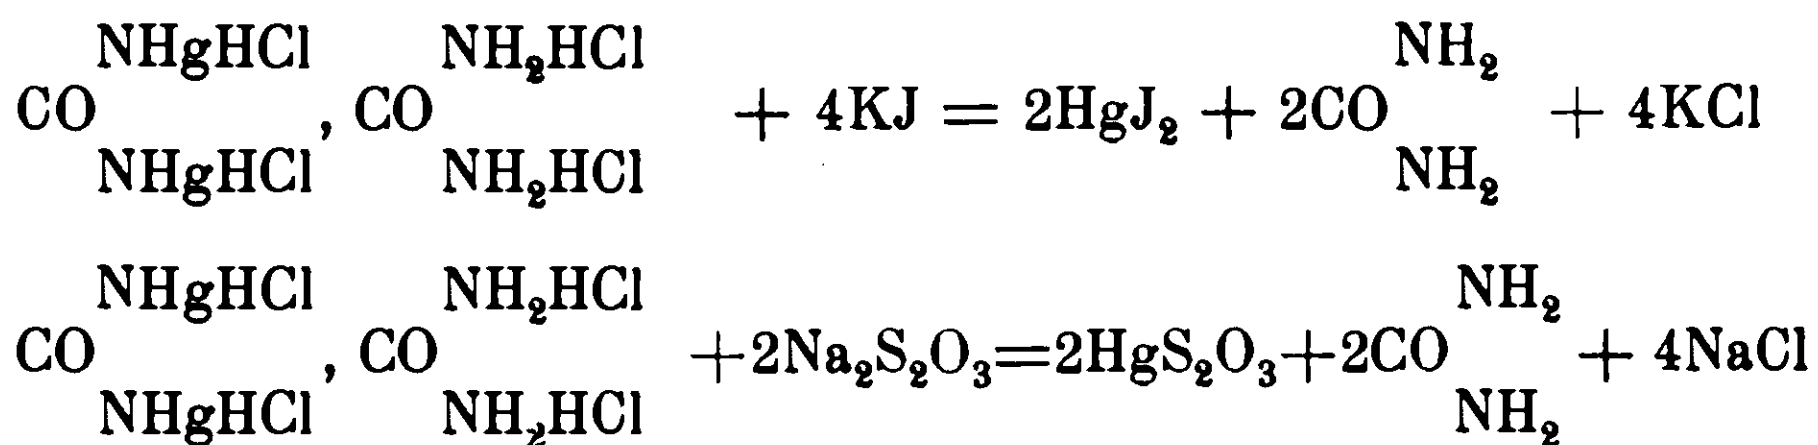 NHgHCl NH₂HCl NH₂
CO , CO + 4KJ = 2HgJ₂ + 2CO + 4KCl
NHgHCl NH₂HCl NH₂
NHgHCl NH₂HCl NH₂
CO , CO +2Na₂S₂O₃=2HgS₂O₃+2CO + 4NaCl
NHgHCl NH₂HCl NH₂